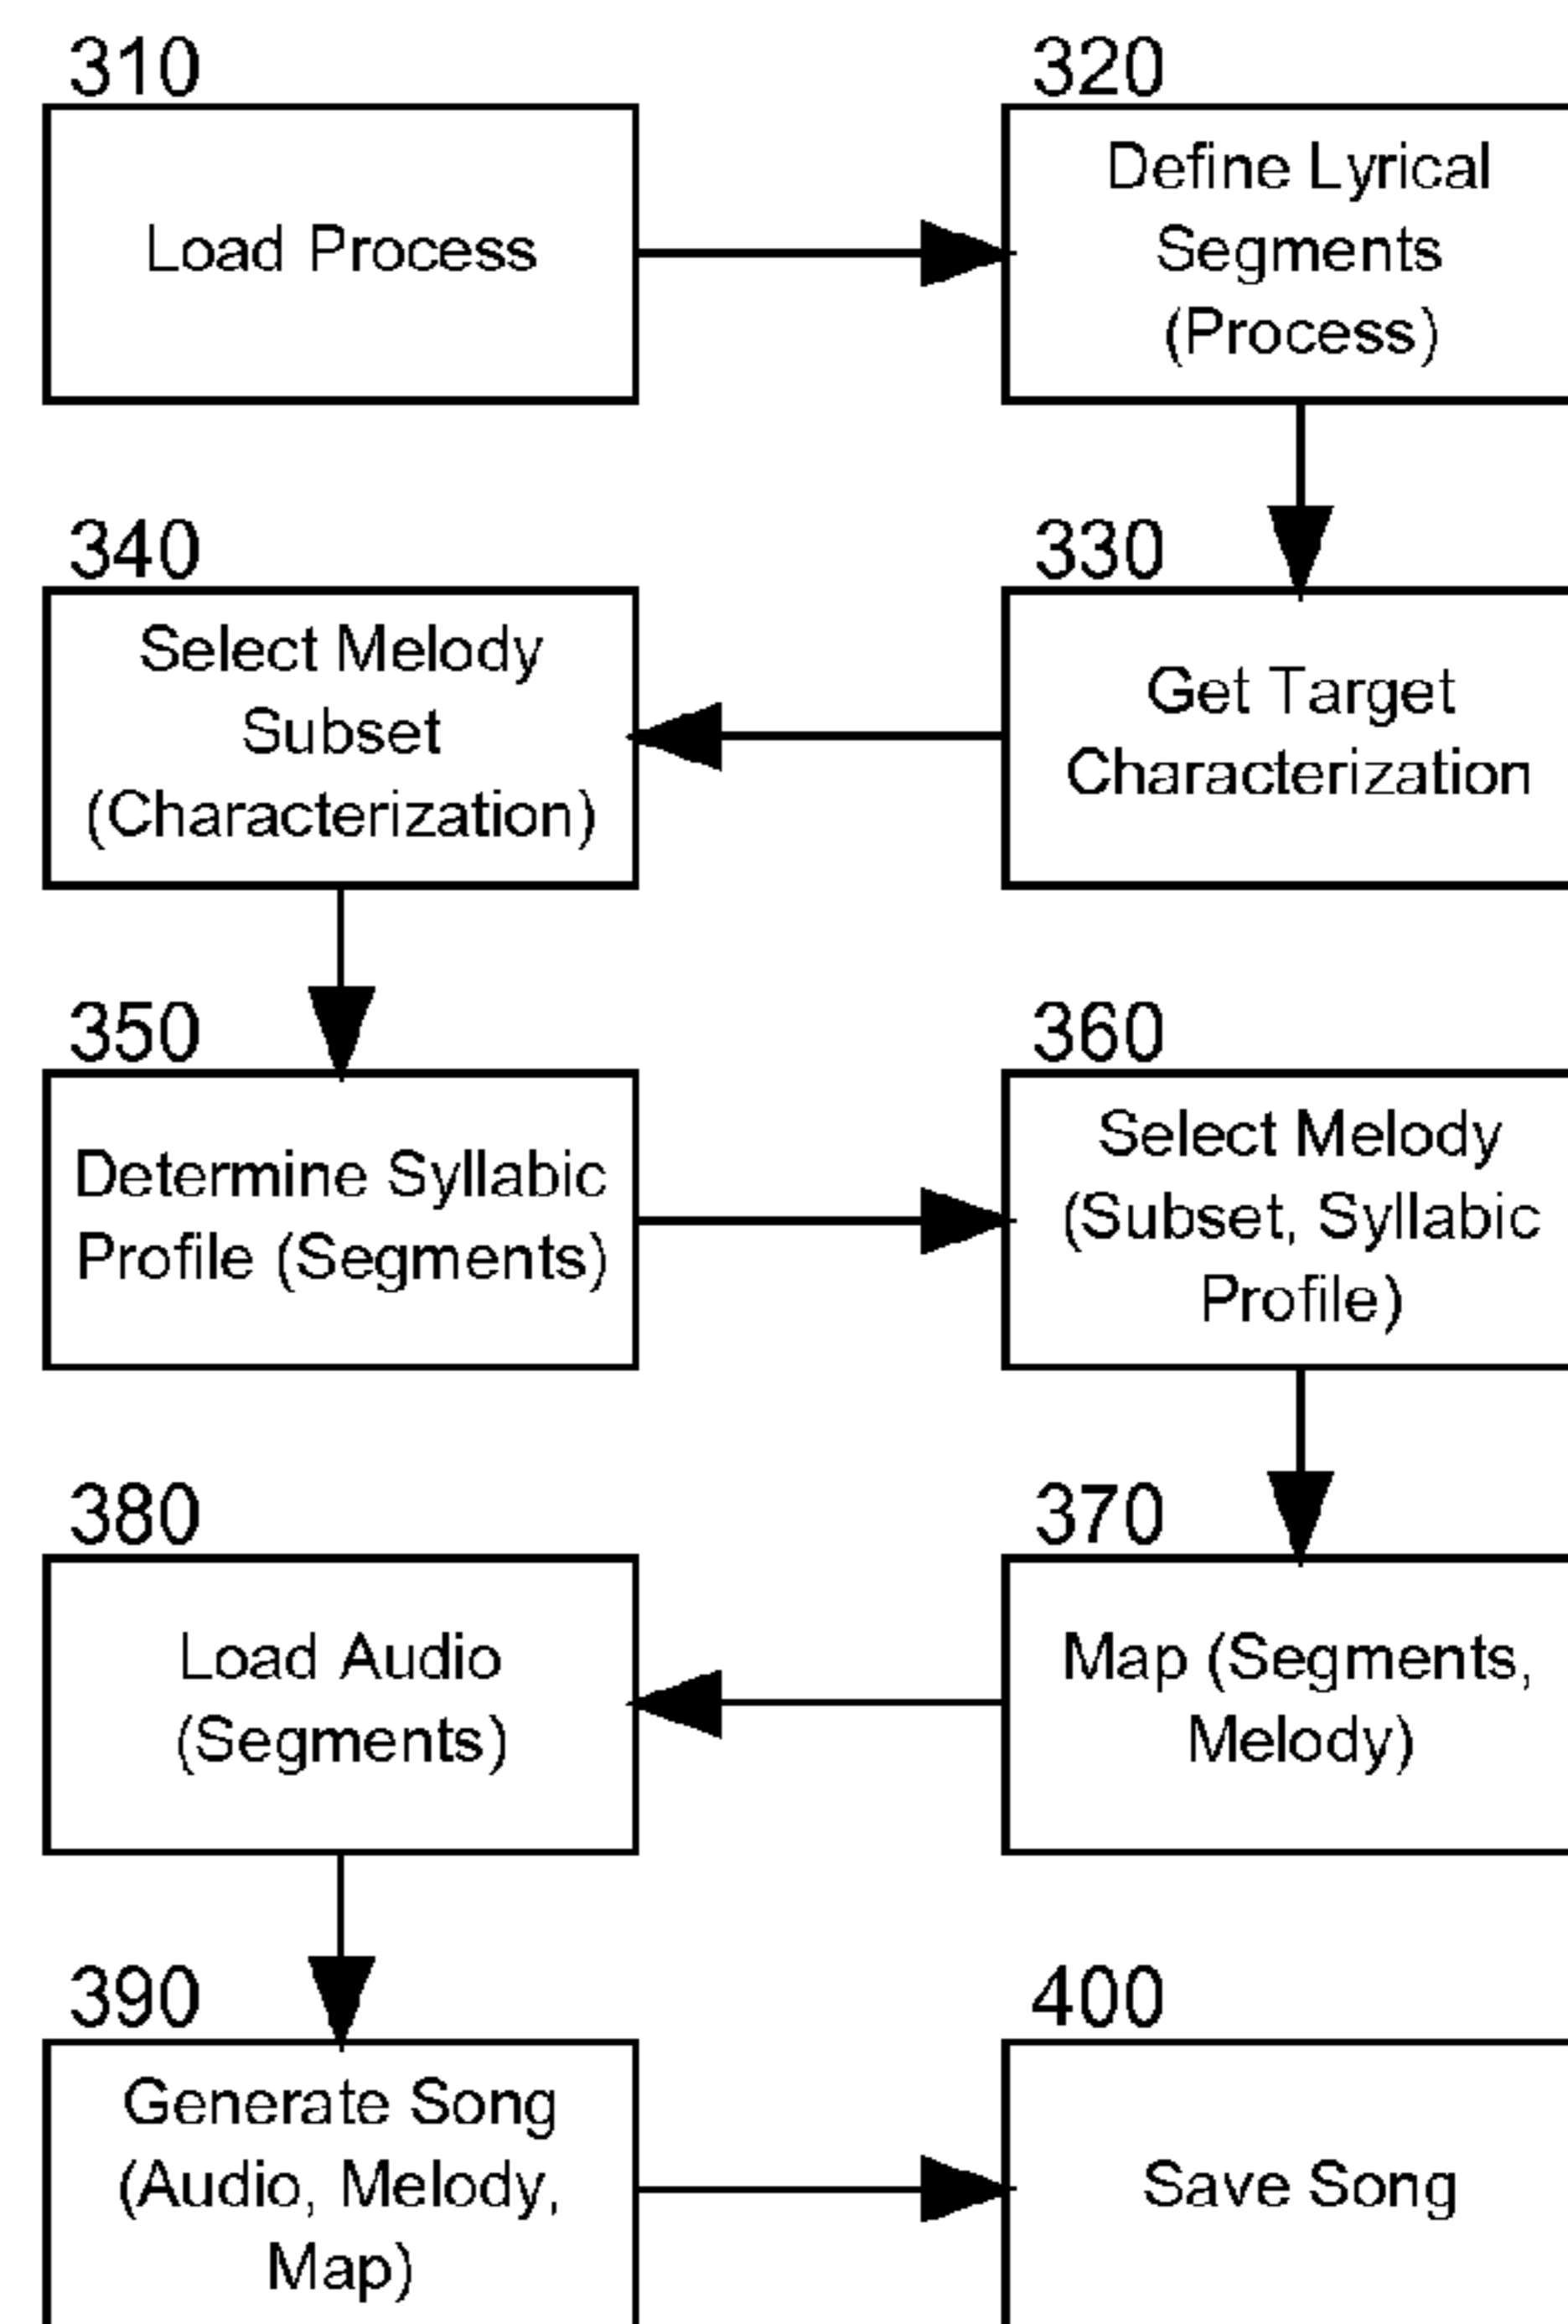 310
Load Process
320
Define Lyrical
Segments
(Process)
340
Select Melody
Subset
(Characterization)
330
Get Target
Characterization
350
Determine Syllabic
Profile (Segments)
360
Select Melody
(Subset, Syllabic
Profile)
380
Load Audio
(Segments)
370
Map (Segments,
Melody)
390
Generate Song
(Audio, Melody,
Map)
400
Save Song